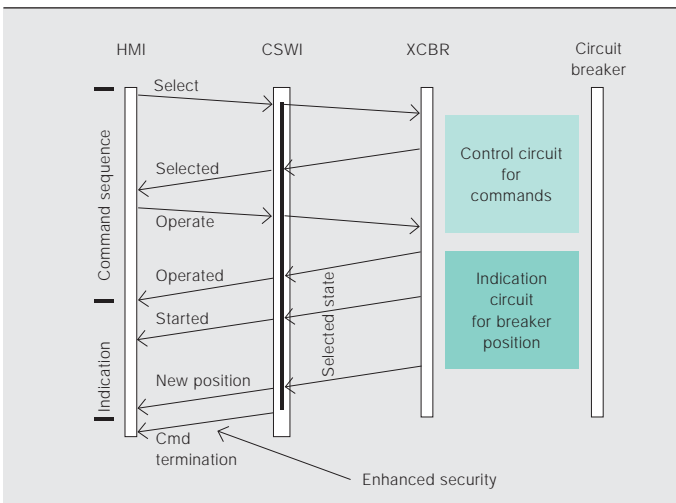 HMI
CSWI
XCBR
Circuit
breaker
Select
Selected
Operate
Operated
Started
New position
Cmd
termination
Command sequence
Indication
Selected state
Control circuit
for
commands
Indication
circuit
for breaker
position
Enhanced security